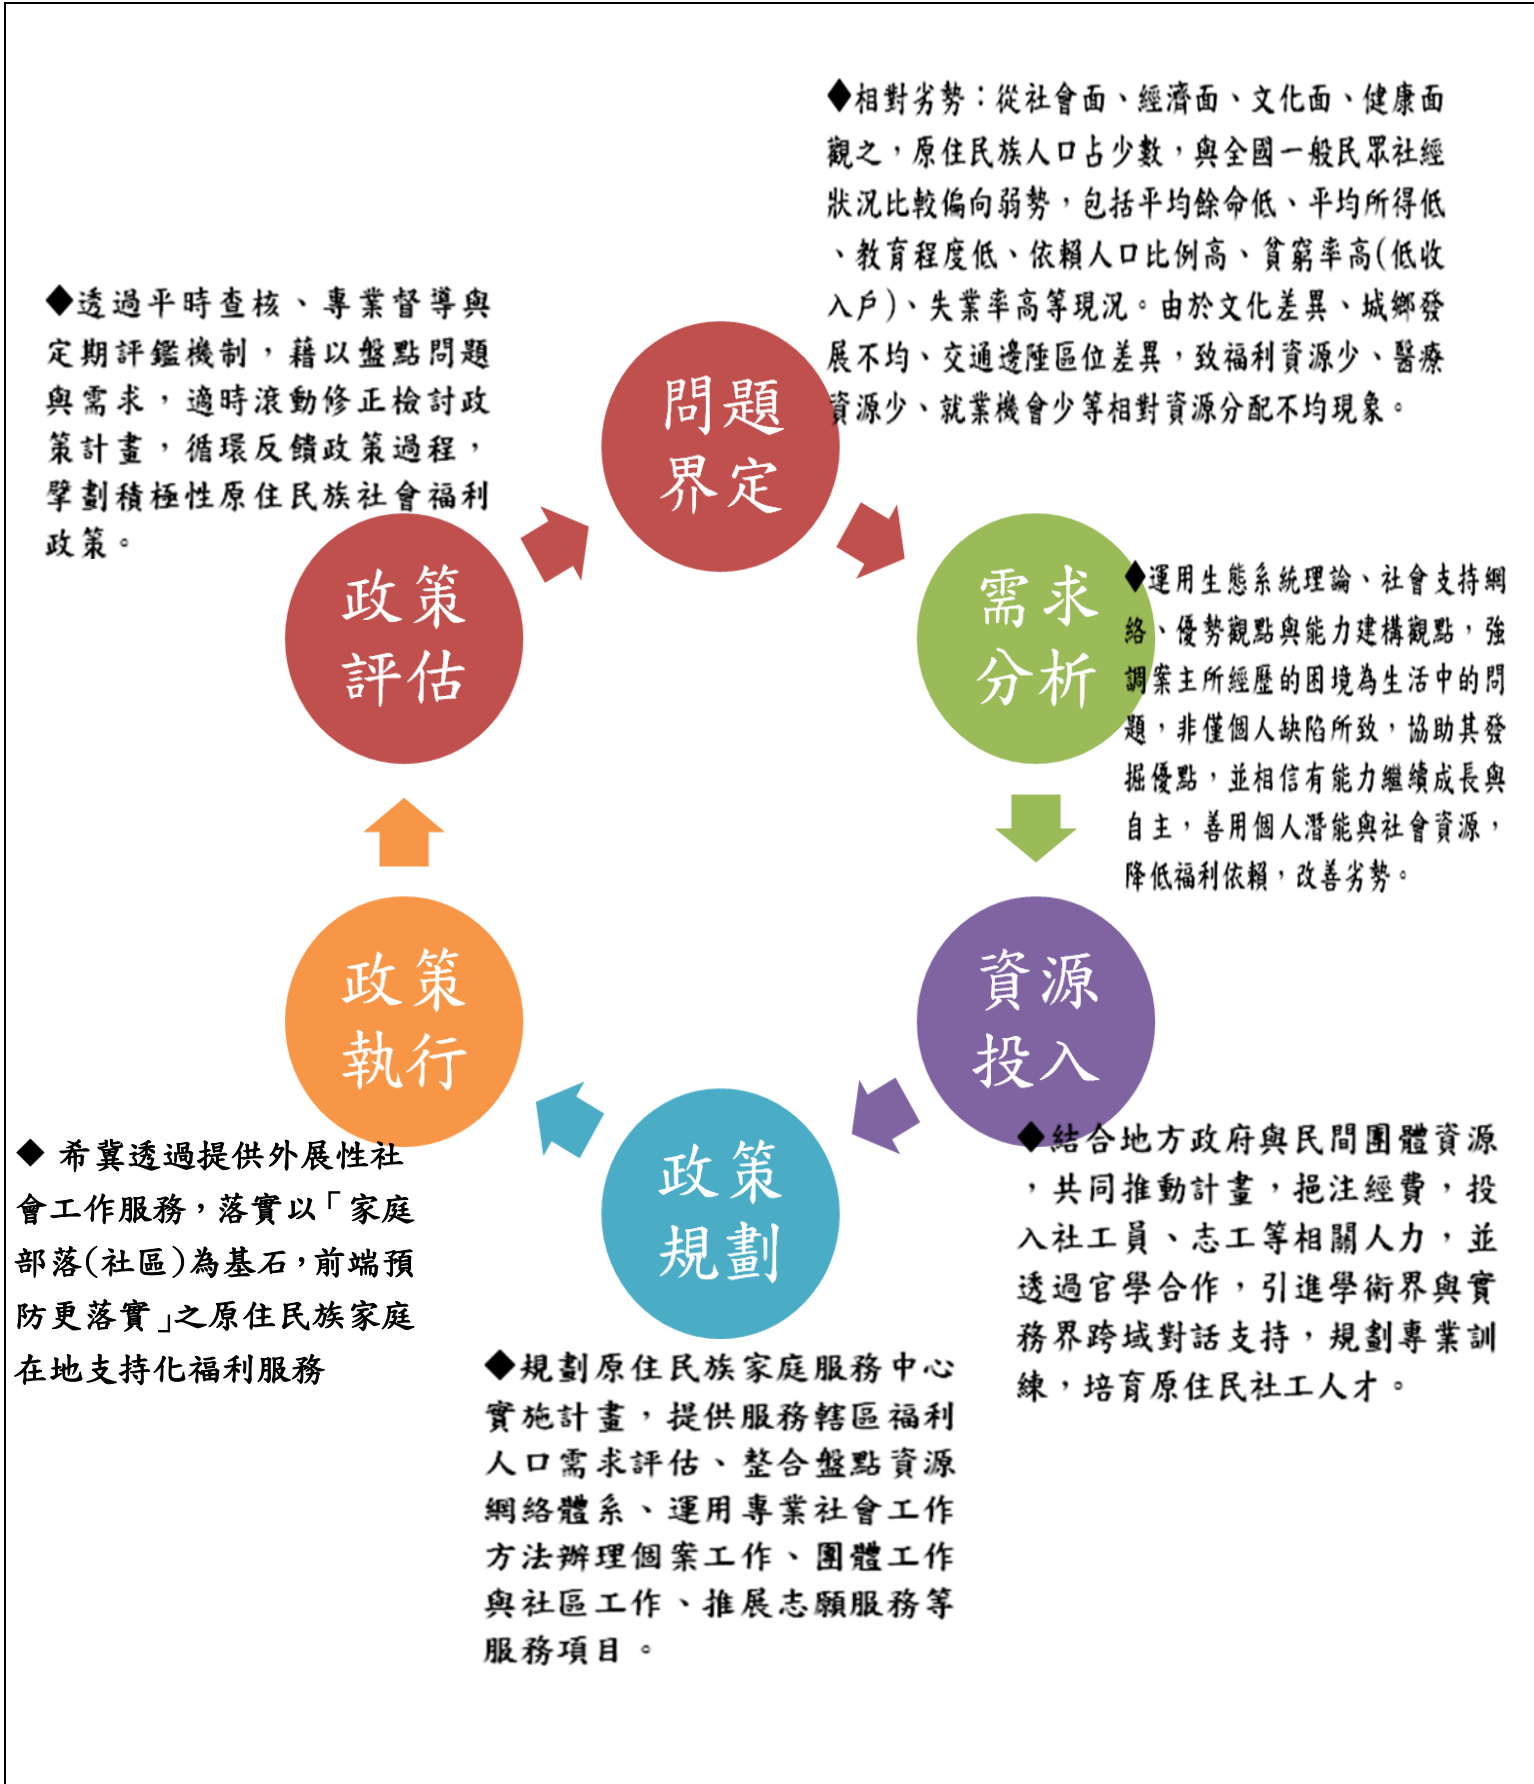 ◆相對劣勢：從社會面、經濟面、文化面、健康面
觀之，原住民族人口占少數，與全國一般民眾社經
狀況比較偏向弱勢，包括平均餘命低、平均所得低
、教育程度低、依賴人口比例高、貧窮率高(低收
入戶)、失業率高等現況。由於文化差異、城鄉發
展不均、交通邊陲區位差異，致福利資源少、醫療
資源少、就業機會少等相對資源分配不均現象。
問題
界定
◆運用生態系統理論、社會支持網
絡、優勢觀點與能力建構觀點，強
調案主所經歷的困境為生活中的問
題，非僅個人缺陷所致，協助其發
掘優點，並相信有能力繼續成長與
自主，善用個人潛能與社會資源，
降低福利依賴，改善劣勢。
需求
分析
資源
投入
◆結合地方政府與民間團體資源
，共同推動計畫，挹注經費，投
入社工員、志工等相關人力，並
透過官學合作，引進學術界與實
務界跨域對話支持，規劃專業訓
練，培育原住民社工人才。
政策
規劃
◆規劃原住民族家庭服務中心
實施計畫，提供服務轄區福利
人口需求評估、整合盤點資源
網絡體系、運用專業社會工作
方法辦理個案工作、團體工作
與社區工作、推展志願服務等
服務項目。
政策
執行
◆ 希冀透過提供外展性社
會工作服務，落實以「家庭
部落(社區)為基石，前端預
防更落實」之原住民族家庭
在地支持化福利服務
◆透過平時查核、專業督導與
定期評鑑機制，藉以盤點問題
與需求，適時滾動修正檢討政
策計畫，循環反饋政策過程，
擘劃積極性原住民族社會福利
政策。
政策
評估